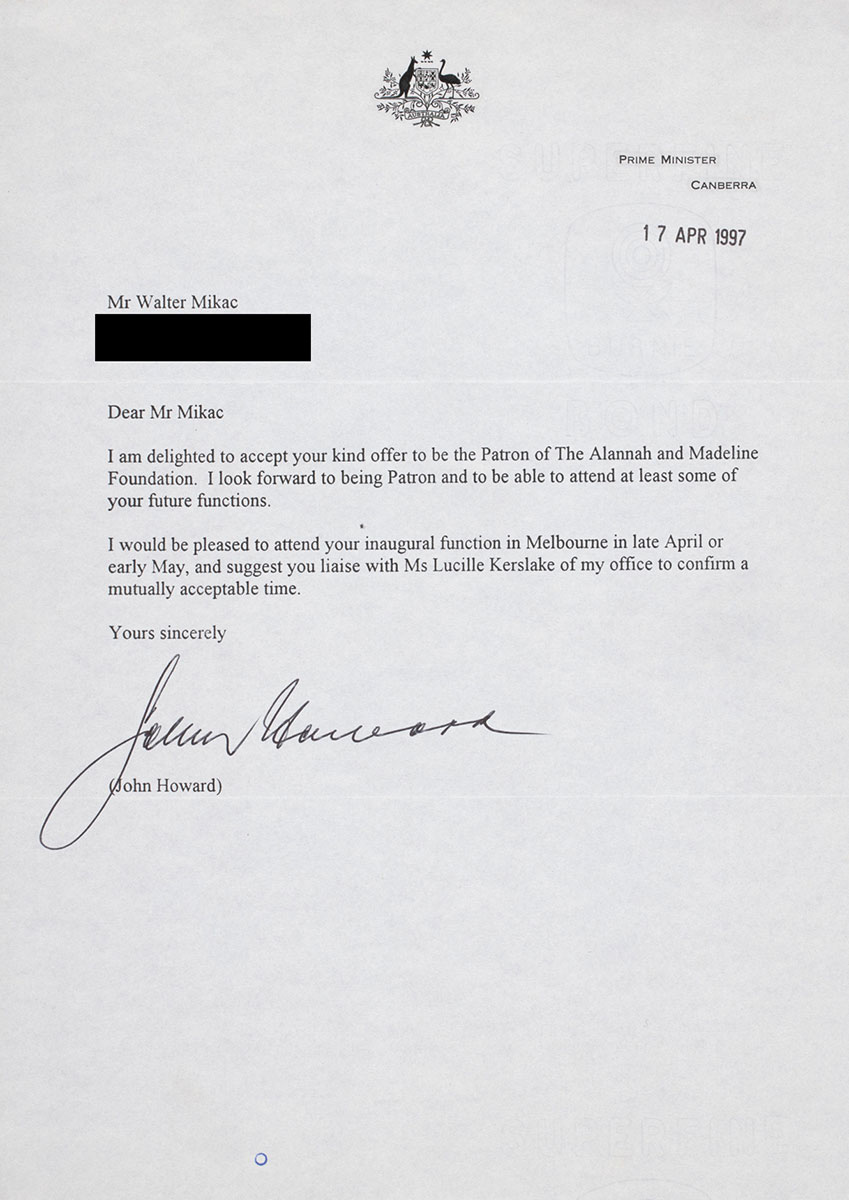 AUSTRALIA
PRIME MINISTER
CANBERRA
17 APR 1997
Mr Walter Mikac
Dear Mr Mikac
I am delighted to accept your kind offer to be the Patron of The Alannah and Madeline
Foundation.  I look forward to being Patron and to be able to attend at least some of
your future functions.
I would be pleased to attend your inaugural function in Melbourne in late April or
early May, and suggest you liaise with Ms Lucille Kerslake of my office to confirm a
mutually acceptable time.
Yours sincerely
John Howard
(John Howard)
SUPERFINE